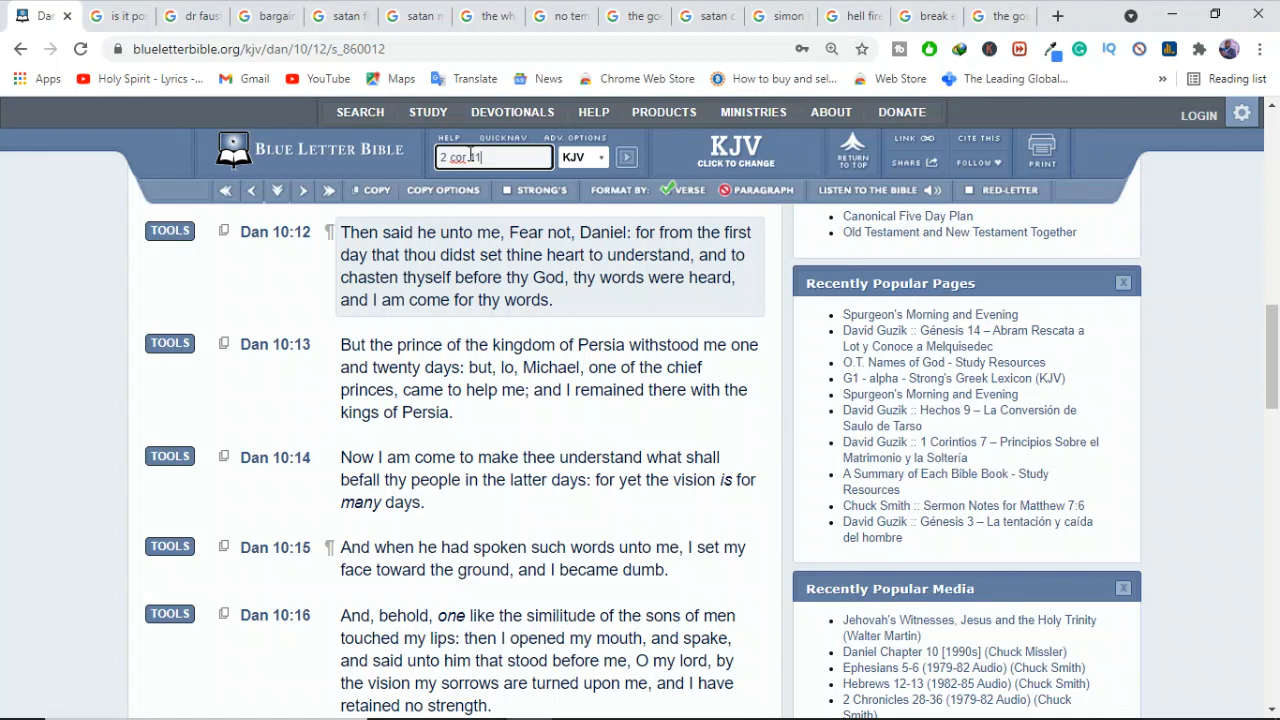 Dan
is it po
dr faust
bargain
satan f
satan n
the wh
no tem
the go
satan c
simon
hell fire
break e
the gos
blueletterbible.org/kjv/dan/10/12/s_860012
Apps
Holy Spirit - Lyrics -...
Gmail
YouTube
Maps
Translate
News
Chrome Web Store
How to buy and sel...
Web Store
The Leading Global...
»
Reading list
SEARCH
STUDY
DEVOTIONALS
HELP
PRODUCTS
MINISTRIES
ABOUT
DONATE
LOGIN
BLUE LETTER BIBLE
HELP
QUICKNAV
ADV. OPTIONS
2 cor 11
KJV
KJV
CLICK TO CHANGE
RETURN
TO TOP
LINK
CITE THIS
SHARE
FOLLOW
PRINT
COPY
COPY OPTIONS
STRONG'S
FORMAT BY:
VERSE
PARAGRAPH
LISTEN TO THE BIBLE
RED-LETTER
TOOLS
Dan 10:12
¶
Then said he unto me, Fear not, Daniel: for from the first
day that thou didst set thine heart to understand, and to
chasten thyself before thy God, thy words were heard,
and I am come for thy words.
TOOLS
Dan 10:13
But the prince of the kingdom of Persia withstood me one
and twenty days: but, lo, Michael, one of the chief
princes, came to help me; and I remained there with the
kings of Persia.
TOOLS
Dan 10:14
Now I am come to make thee understand what shall
befall thy people in the latter days: for yet the vision is for
many days.
TOOLS
Dan 10:15
¶
And when he had spoken such words unto me, I set my
face toward the ground, and I became dumb.
TOOLS
Dan 10:16
And, behold, one like the similitude of the sons of men
touched my lips: then I opened my mouth, and spake,
and said unto him that stood before me, O my lord, by
the vision my sorrows are turned upon me, and I have
retained no strength.
Canonical Five Day Plan
Old Testament and New Testament Together
Recently Popular Pages
X
Spurgeon's Morning and Evening
David Guzik :: Génesis 14 – Abram Rescata a
Lot y Conoce a Melquisedec
O.T. Names of God - Study Resources
G1 - alpha - Strong's Greek Lexicon (KJV)
Spurgeon's Morning and Evening
David Guzik :: Hechos 9 – La Conversión de
Saulo de Tarso
David Guzik :: 1 Corintios 7 – Principios Sobre el
Matrimonio y la Soltería
A Summary of Each Bible Book - Study
Resources
Chuck Smith :: Sermon Notes for Matthew 7:6
David Guzik :: Génesis 3 – La tentación y caída
del hombre
Recently Popular Media
X
Jehovah's Witnesses, Jesus and the Holy Trinity
(Walter Martin)
Daniel Chapter 10 [1990s] (Chuck Missler)
Ephesians 5-6 (1979-82 Audio) (Chuck Smith)
Hebrews 12-13 (1982-85 Audio) (Chuck Smith)
2 Chronicles 28-36 (1979-82 Audio) (Chuck
Smith)